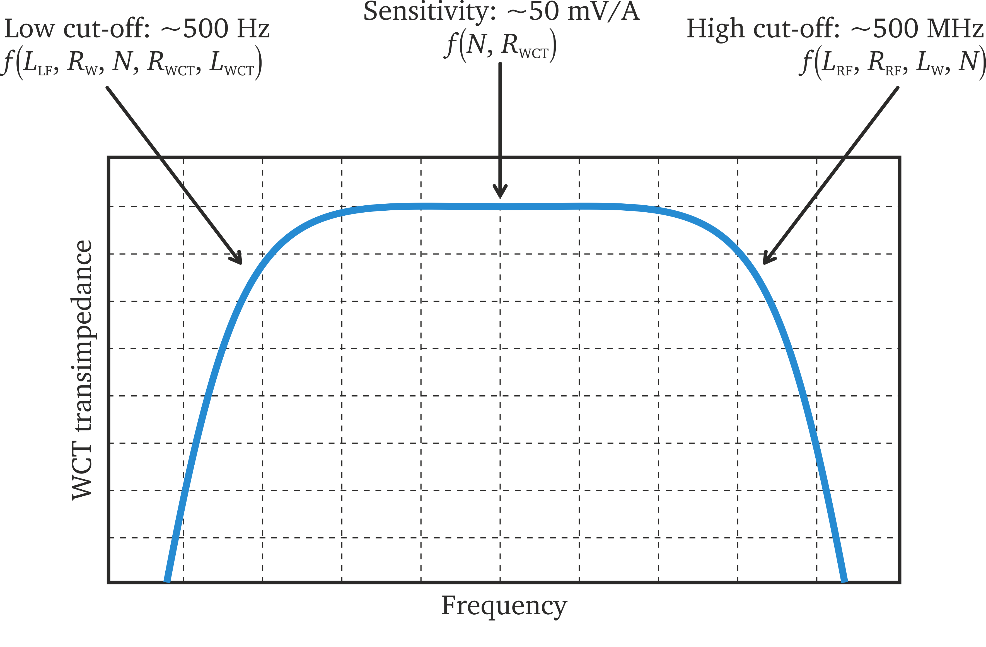 Sensitivity: ~50 mV/A
f(N, R_WCT)
Low cut-off: ~500 Hz
f(L_LF, R_W, N, R_WCT, L_WCT)
High cut-off: ~500 MHz
f(L_RF, R_RF, L_W, N)
WCT transimpedance
Frequency